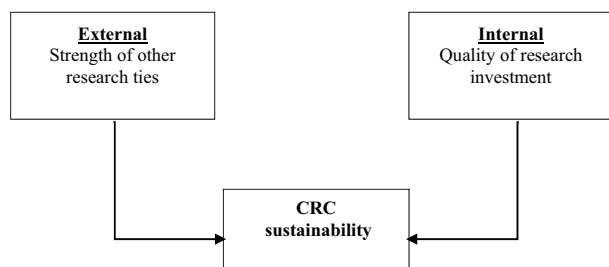 External
Strength of other
research ties
Internal
Quality of research
investment
CRC
sustainability